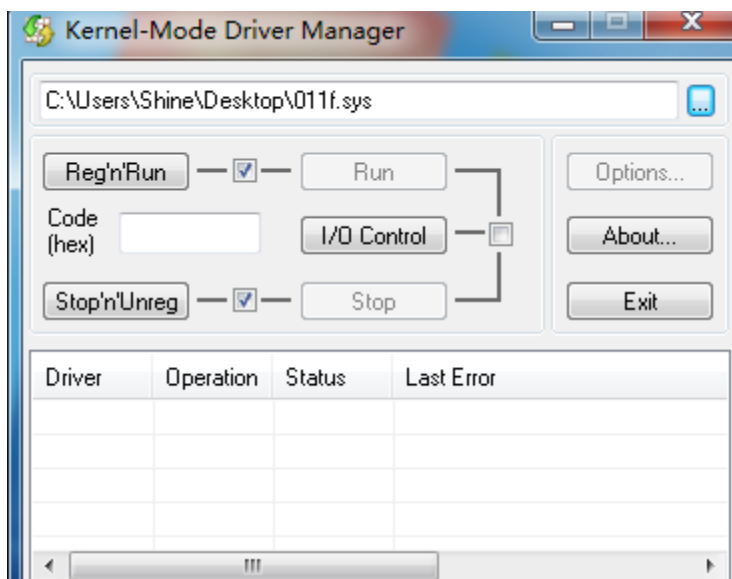 Kernel-Mode Driver Manager
C:\Users\Shine\Desktop\011f.sys
...
Reg'n'Run
Run
Options...
Code
(hex)
I/O Control
About...
Stop'n'Unreg
Stop
Exit
Driver Operation Status Last Error